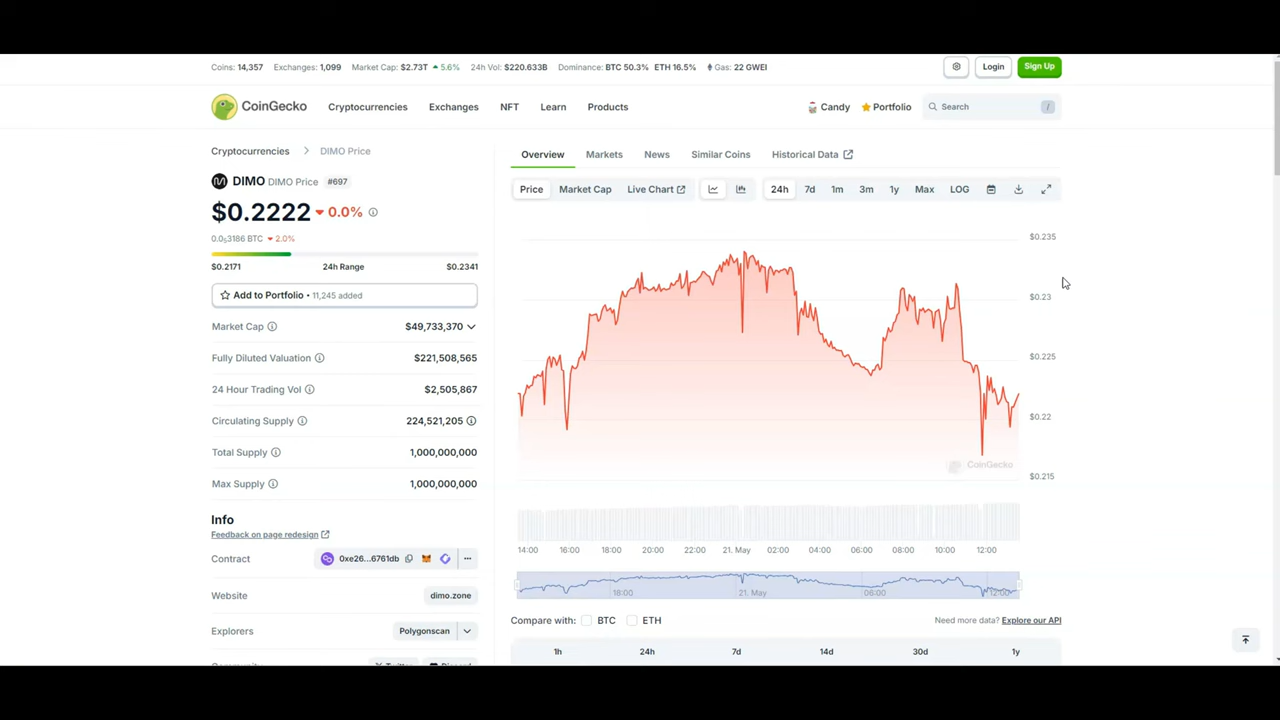 Coins: 14,357 Exchanges: 1,099 Market Cap: $2.73T 5.6% 24h Vol: $220.633B Dominance: BTC 50.3% ETH 16.5% Gas: 22 GWEI Login Sign Up
CoinGecko Cryptocurrencies Exchanges NFT Learn Products Candy Portfolio Search /
Cryptocurrencies > DIMO Price
DIMO DIMO Price #697
$0.2222 0.0%
0.0₅3186 BTC 2.0%
$0.2171 24h Range $0.2341
Add to Portfolio • 11,245 added
Market Cap $49,733,370
Fully Diluted Valuation $221,508,565
24 Hour Trading Vol $2,505,867
Circulating Supply 224,521,205
Total Supply 1,000,000,000
Max Supply 1,000,000,000
Info
Feedback on page redesign
Contract 0xe26...6761db
Website dimo.zone
Explorers Polygonscan
Overview Markets News Similar Coins Historical Data
Price Market Cap Live Chart 24h 7d 1m 3m 1y Max LOG
$0.235
$0.23
$0.225
$0.22
$0.215
CoinGecko
14:00 16:00 18:00 20:00 22:00 21. May 02:00 04:00 06:00 08:00 10:00 12:00
18:00 21. May 06:00 12:00
Compare with: BTC ETH Need more data? Explore our API
1h 24h 7d 14d 30d 1y